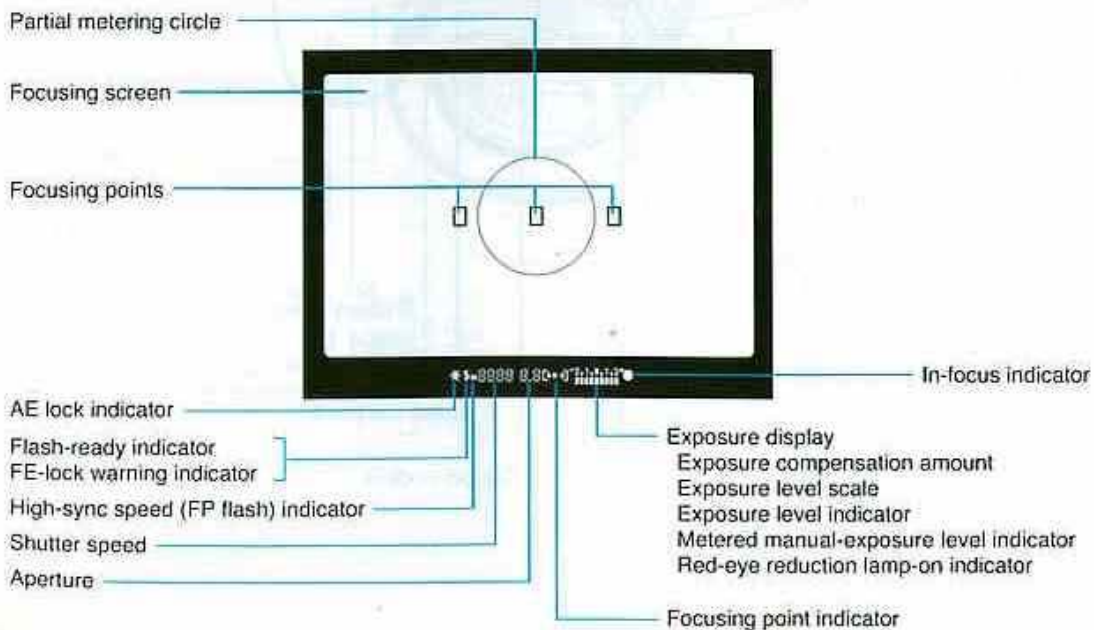 Partial metering circle
Focusing screen
Focusing points
In-focus indicator
AE lock indicator
Flash-ready indicator
FE-lock warning indicator
High-sync speed (FP flash) indicator
Shutter speed
Aperture
Exposure display
Exposure compensation amount
Exposure level scale
Exposure level indicator
Metered manual-exposure level indicator
Red-eye reduction lamp-on indicator
Focusing point indicator